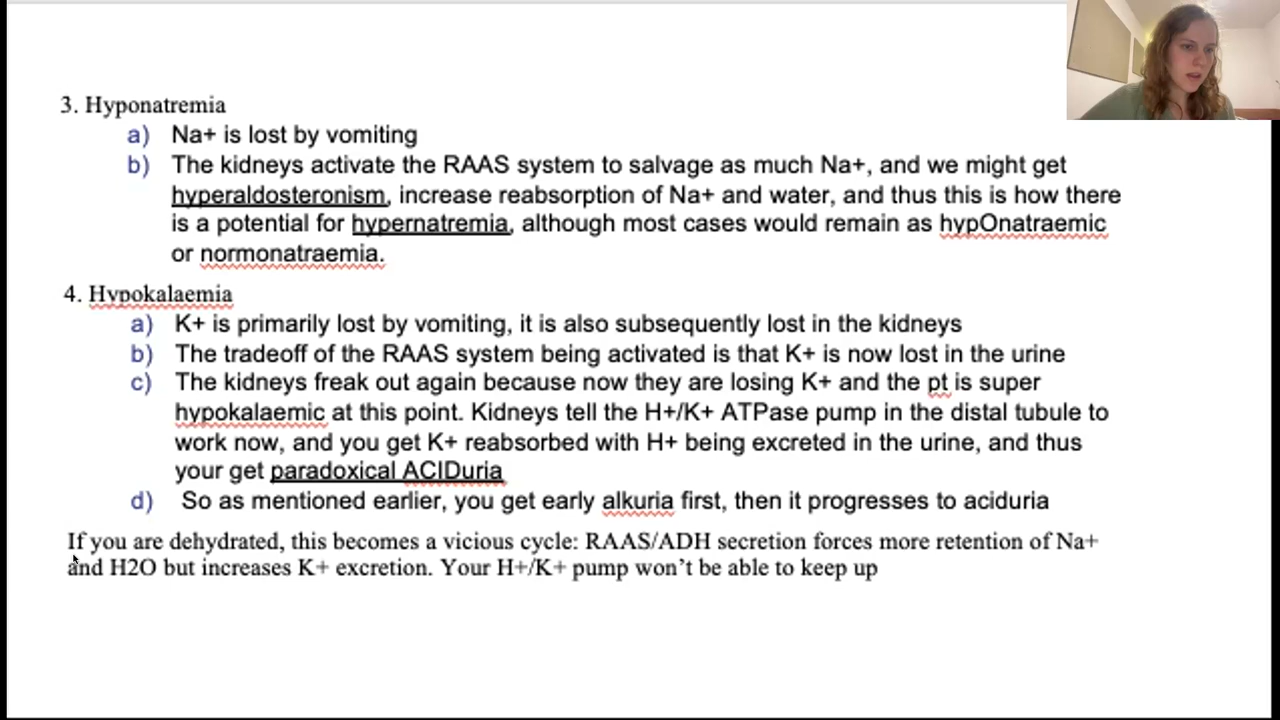 3. Hyponatremia
a) Na+ is lost by vomiting
b) The kidneys activate the RAAS system to salvage as much Na+, and we might get
hyperaldosteronism, increase reabsorption of Na+ and water, and thus this is how there
is a potential for hypernatremia, although most cases would remain as hypOnatraemic
or normonatraemia.
4. Hypokalaemia
a) K+ is primarily lost by vomiting, it is also subsequently lost in the kidneys
b) The tradeoff of the RAAS system being activated is that K+ is now lost in the urine
c) The kidneys freak out again because now they are losing K+ and the pt is super
hypokalaemic at this point. Kidneys tell the H+/K+ ATPase pump in the distal tubule to
work now, and you get K+ reabsorbed with H+ being excreted in the urine, and thus
your get paradoxical ACIDuria
d) So as mentioned earlier, you get early alkuria first, then it progresses to aciduria
If you are dehydrated, this becomes a vicious cycle: RAAS/ADH secretion forces more retention of Na+
and H2O but increases K+ excretion. Your H+/K+ pump won’t be able to keep up